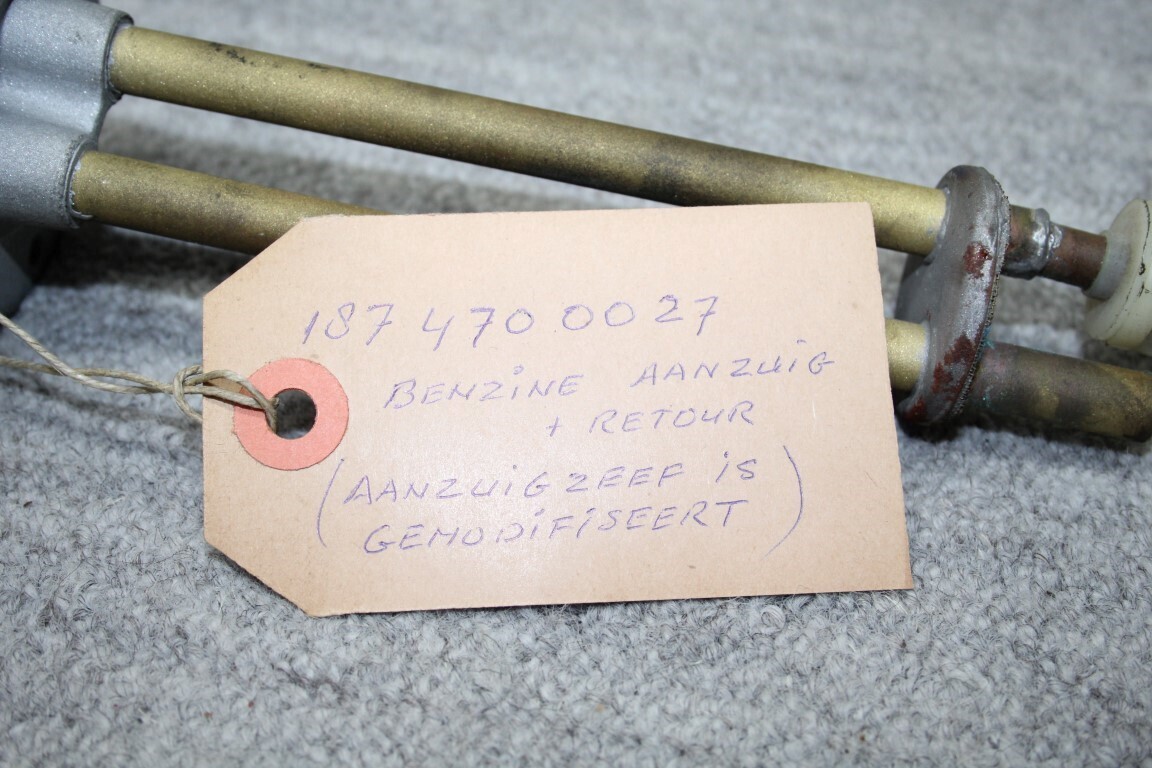 187 470 00 27
BENZINE AANZUIG
+ RETOUR
(AANZUIGZEEF IS
GEMODIFISEERT)